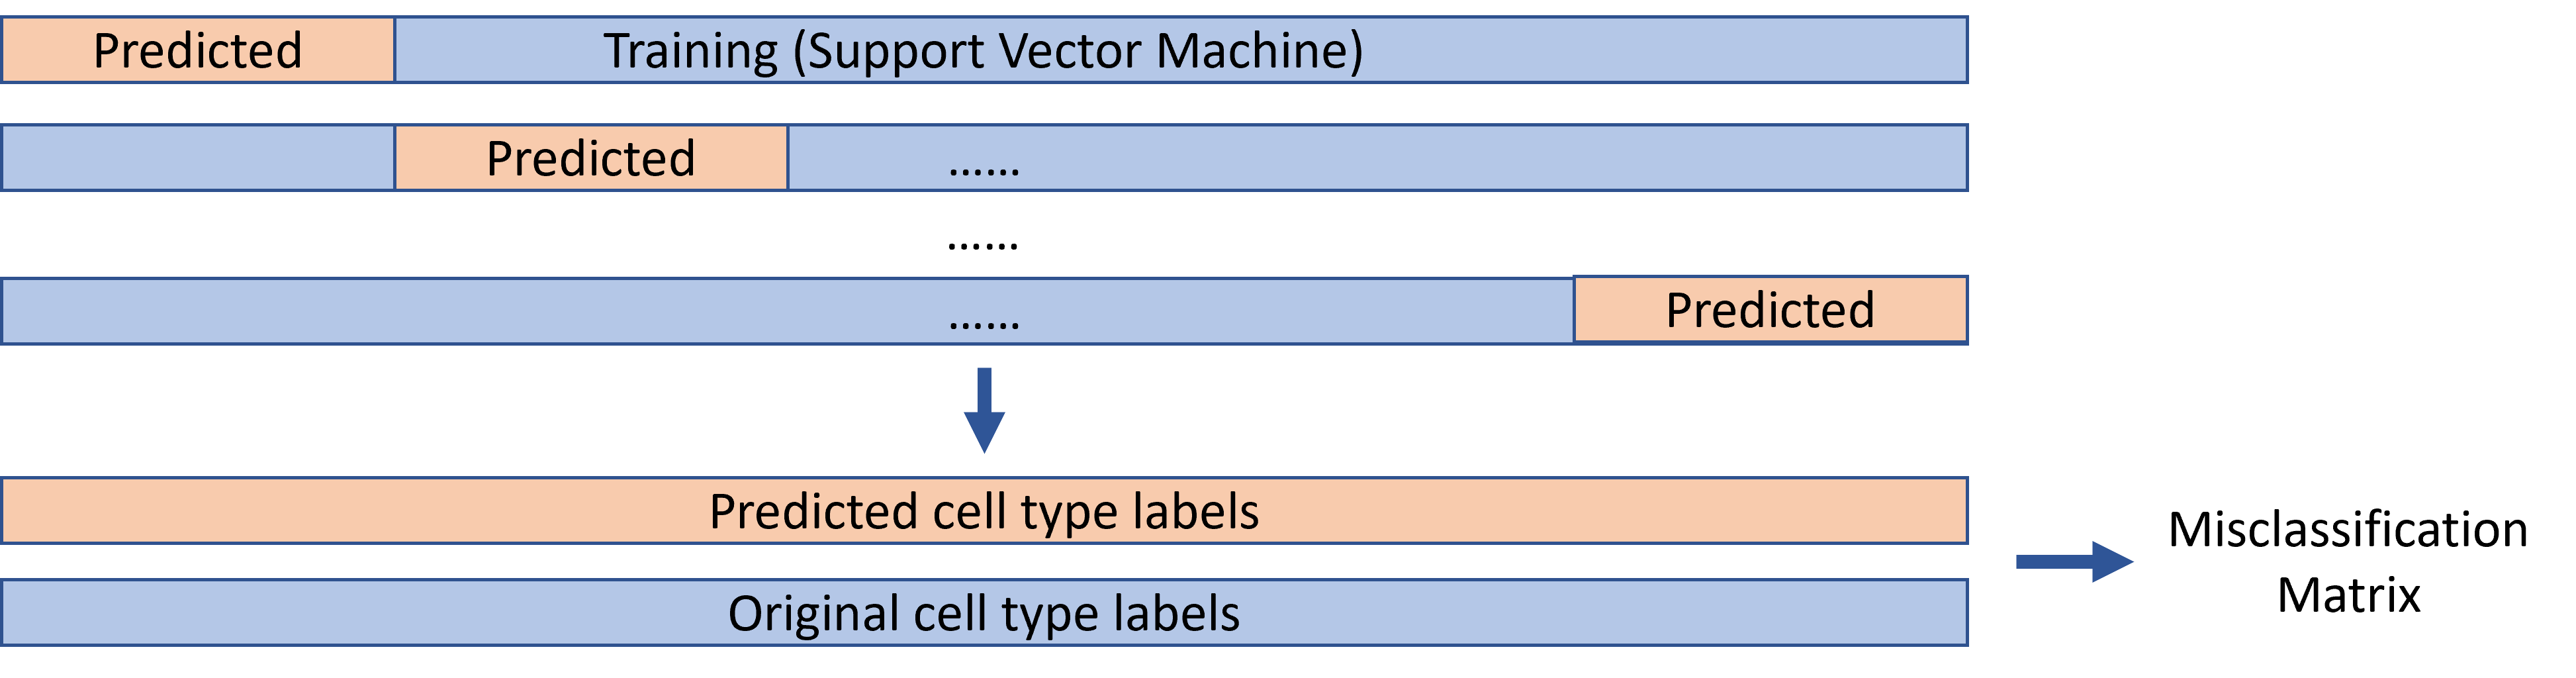 Predicted
Training (Support Vector Machine)
Predicted
......
......
......
Predicted
Predicted cell type labels
Original cell type labels
Misclassification
Matrix